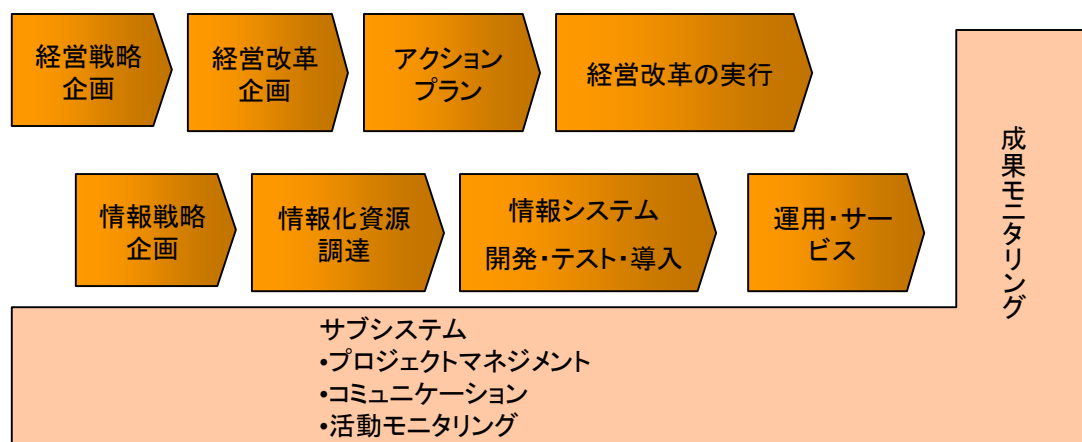 経営戦略
企画
経営改革
企画
アクション
プラン
経営改革の実行
情報戦略
企画
情報化資源
調達
情報システム
開発・テスト・導入
運用・サー
ビス
成果モニタリング
サブシステム
•プロジェクトマネジメント
•コミュニケーション
•活動モニタリング